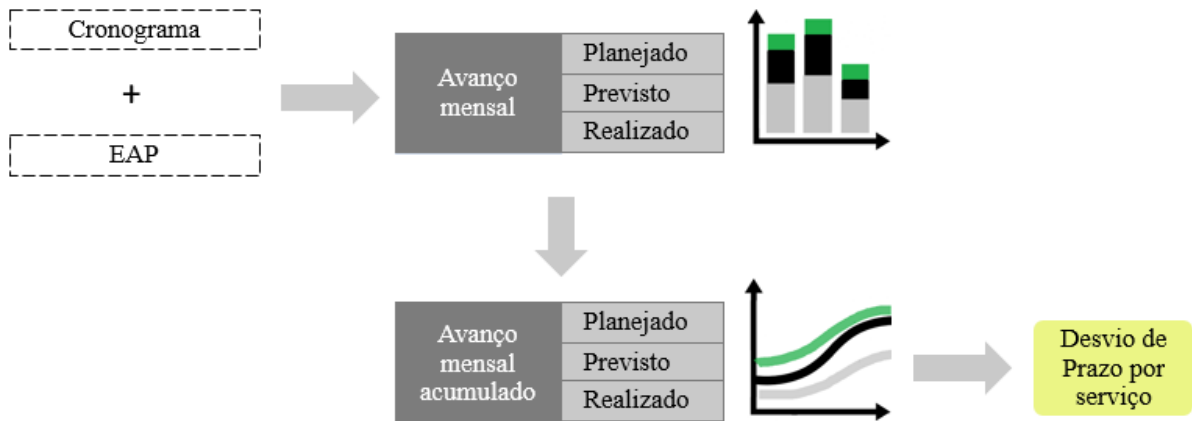 Cronograma
+
EAP
Avanço
mensal
Planejado
Previsto
Realizado
Avanço
mensal
acumulado
Planejado
Previsto
Realizado
Desvio de
Prazo por
serviço